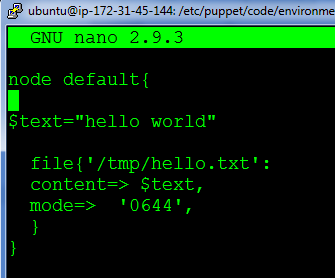 ubuntu@ip-172-31-45-144: /etc/puppet/code/environme
GNU nano 2.9.3
node default{
$text="hello world"
file{'/tmp/hello.txt':
content=> $text,
mode=>  '0644',
}
}